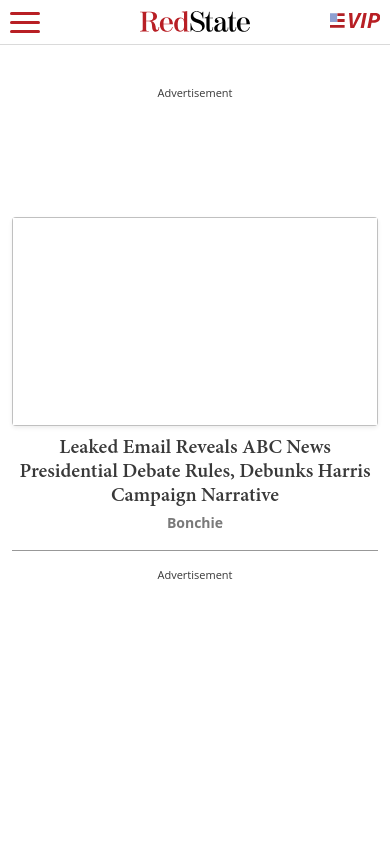 RedState
VIP
Advertisement
Leaked Email Reveals ABC News
Presidential Debate Rules, Debunks Harris
Campaign Narrative
Bonchie
Advertisement